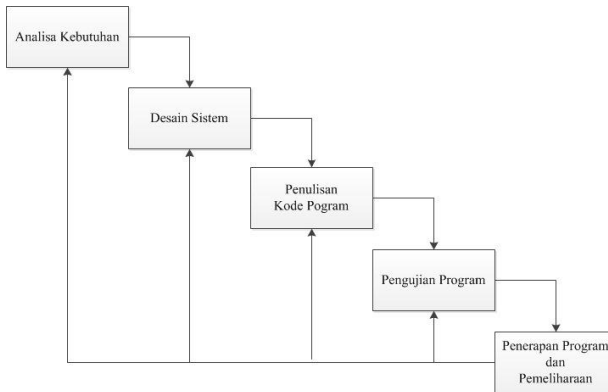 Analisa Kebutuhan
Desain Sistem
Penulisan
Kode Pogram
Pengujian Program
Penerapan Program
dan
Pemeliharaan